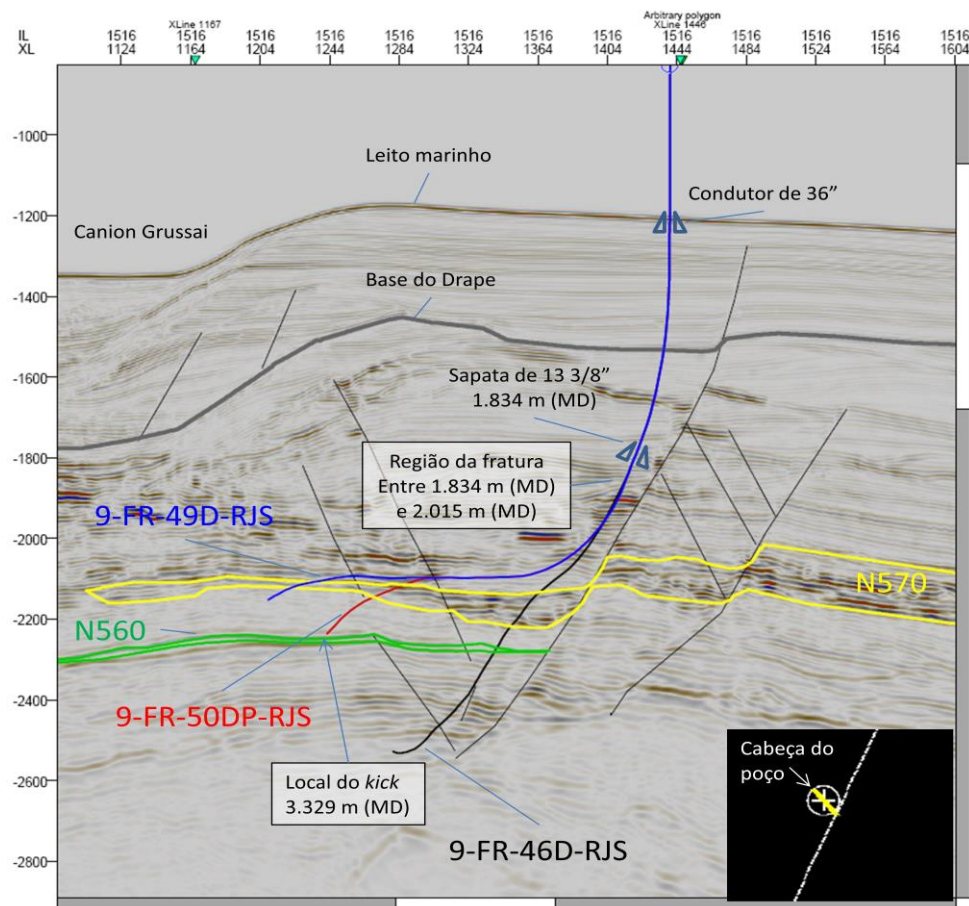 Arbitrary polygon
XLine 1167 XLine 1446
IL 1516 1516 1516 1516 1516 1516 1516 1516 1516 1516 1516 1516 1516
XL 1124 1164 1204 1244 1284 1324 1364 1404 1444 1484 1524 1564 1604
-1000
Leito marinho
Condutor de 36”
-1200
Canion Grussai
Base do Drape
-1400
-1600
Sapata de 13 3/8”
1.834 m (MD)
-1800
Região da fratura
Entre 1.834 m (MD)
e 2.015 m (MD)
9-FR-49D-RJS
-2000
N570
N560
-2200
9-FR-50DP-RJS
-2400
Local do kick
3.329 m (MD)
-2600
9-FR-46D-RJS
-2800
Cabeça do
poço